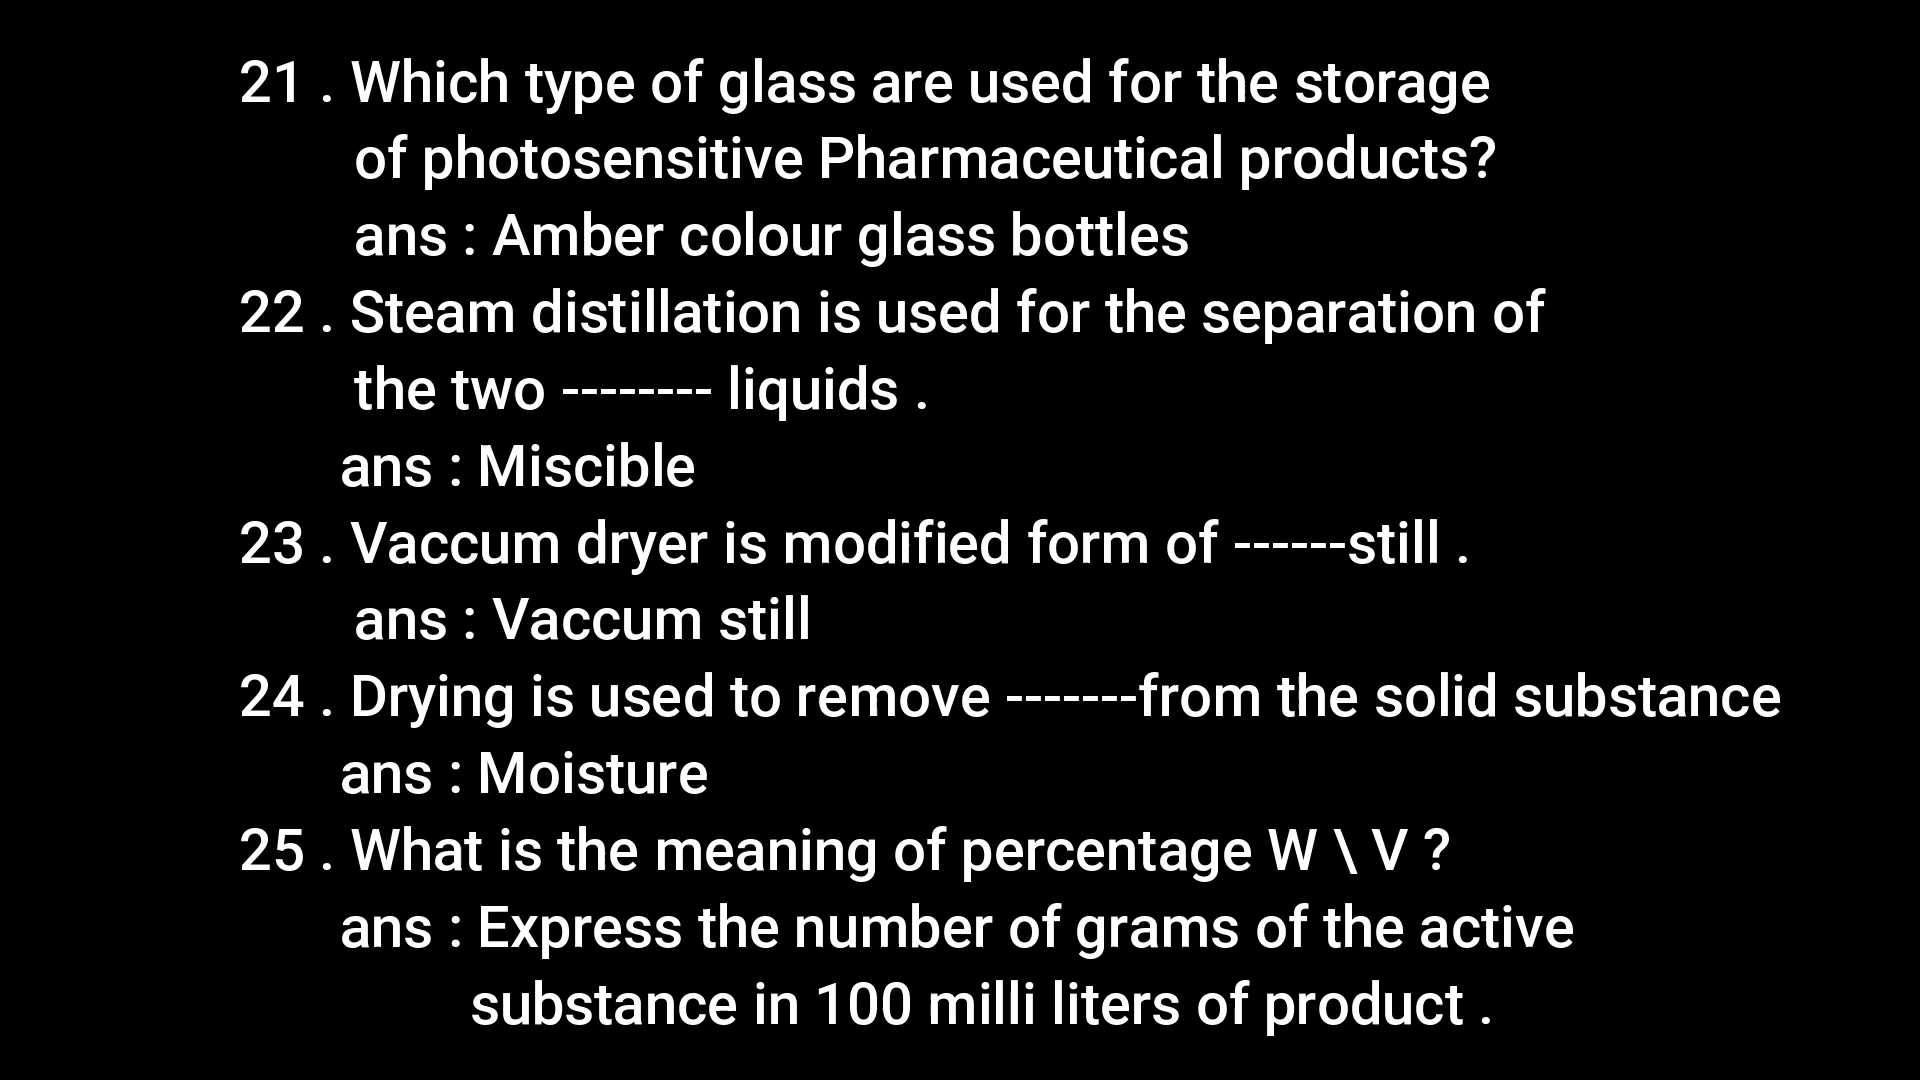 21 . Which type of glass are used for the storage
of photosensitive Pharmaceutical products?
ans : Amber colour glass bottles
22 . Steam distillation is used for the separation of
the two -------- liquids .
ans : Miscible
23 . Vaccum dryer is modified form of ------still .
ans : Vaccum still
24 . Drying is used to remove -------from the solid substance
ans : Moisture
25 . What is the meaning of percentage W \ V ?
ans : Express the number of grams of the active
substance in 100 milli liters of product .